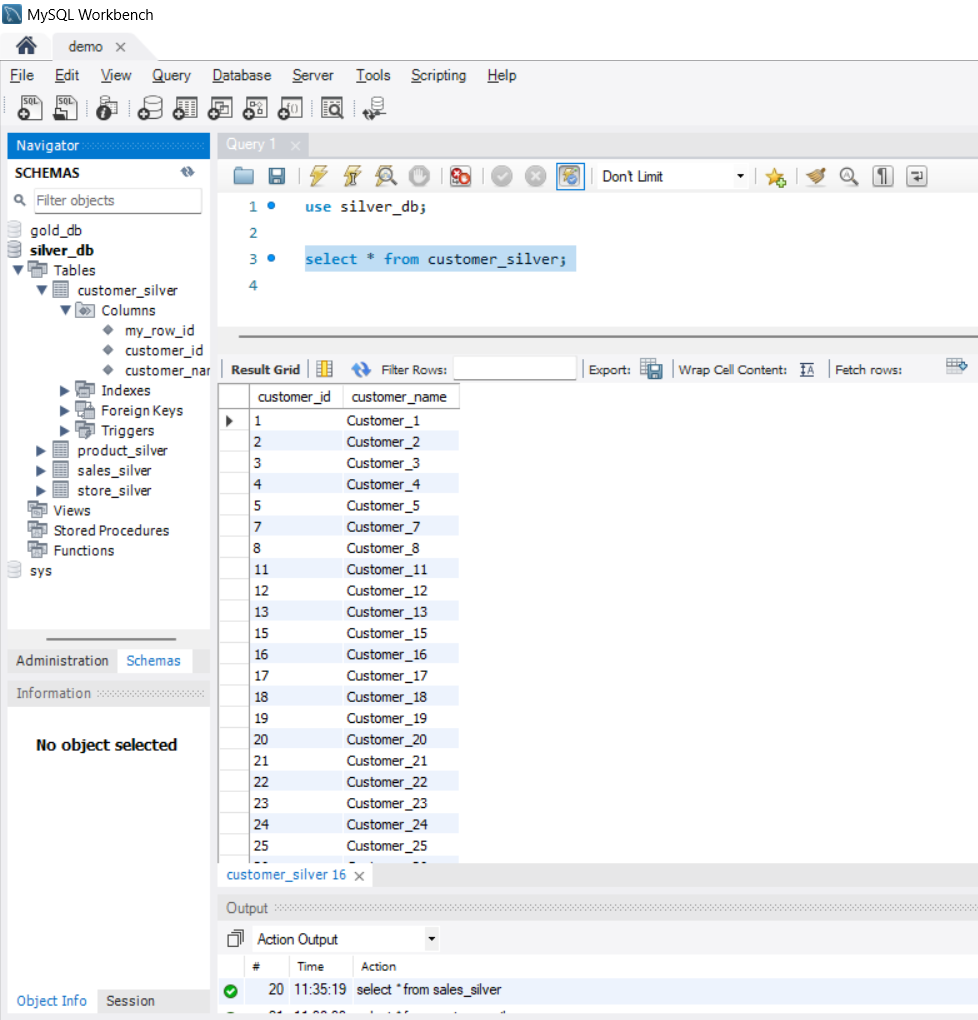 MySQL Workbench
demo
File Edit View Query Database Server Tools Scripting Help
Navigator
SCHEMAS
Filter objects
gold_db
silver_db
Tables
customer_silver
Columns
my_row_id
customer_id
customer_nar
Indexes
Foreign Keys
Triggers
product_silver
sales_silver
store_silver
Views
Stored Procedures
Functions
sys
Administration Schemas
Information
No object selected
Object Info Session
Query 1
Don't Limit
1 use silver_db;
2
3 select * from customer_silver;
4
Result Grid Filter Rows: Export: Wrap Cell Content: Fetch rows:
customer_id customer_name
1 Customer_1
2 Customer_2
3 Customer_3
4 Customer_4
5 Customer_5
7 Customer_7
8 Customer_8
11 Customer_11
12 Customer_12
13 Customer_13
15 Customer_15
16 Customer_16
17 Customer_17
18 Customer_18
19 Customer_19
20 Customer_20
21 Customer_21
22 Customer_22
23 Customer_23
24 Customer_24
25 Customer_25
customer_silver 16
Output
Action Output
# Time Action
20 11:35:19 select * from sales_silver